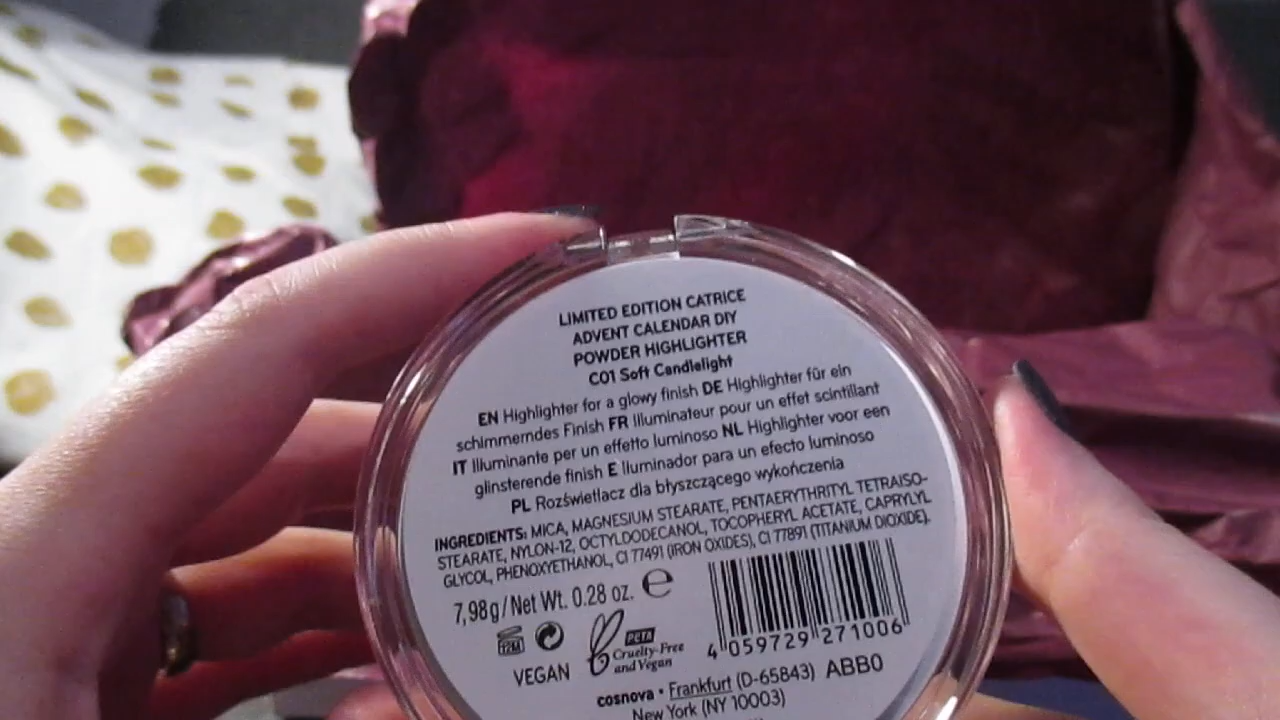 LIMITED EDITION CATRICE
ADVENT CALENDAR DIY
POWDER HIGHLIGHTER
C01 Soft Candlelight
EN Highlighter for a glowy finish DE Highlighter für ein
schimmerndes Finish FR Illuminateur pour un effet scintillant
IT Illuminante per un effetto luminoso NL Highlighter voor een
glinsterende finish E Iluminador para un efecto luminoso
PL Rozświetlacz dla błyszczącego wykończenia
INGREDIENTS: MICA, MAGNESIUM STEARATE, PENTAERYTHRITYL TETRAISO-
STEARATE, NYLON-12, OCTYLDODECANOL, TOCOPHERYL ACETATE, CAPRYLYL
GLYCOL, PHENOXYETHANOL, CI 77491 (IRON OXIDES), CI 77891 (TITANIUM DIOXIDE).
7,98g/Net Wt. 0.28 oz. e
12M
PETA
Cruelty-Free
and Vegan
VEGAN
4 059729 271006
cosnova • Frankfurt (D-65843) ABB0
New York (NY 10003)